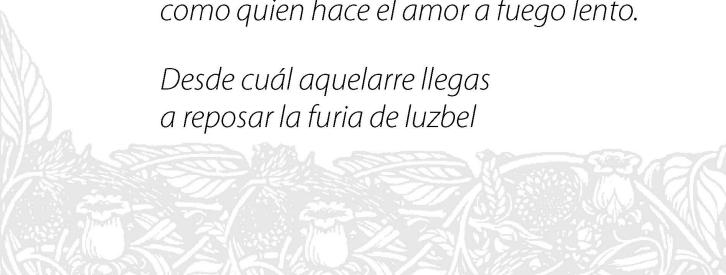 como quien hace el amor a fuego lento.
Desde cuál aquelarre llegas
a reposar la furia de luzbel